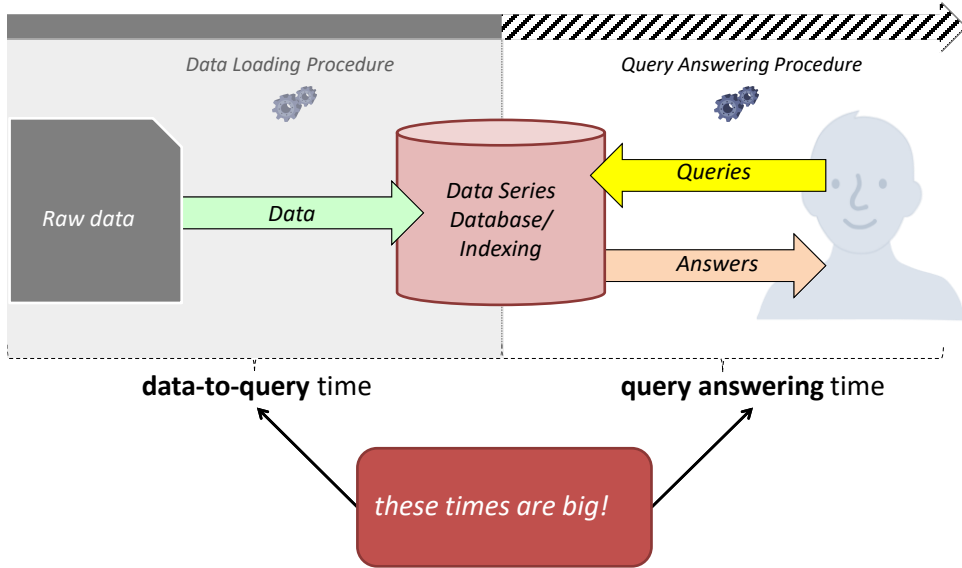 Data Loading Procedure
Query Answering Procedure
Raw data
Data
Data Series
Database/
Indexing
Queries
Answers
data-to-query time
query answering time
these times are big!